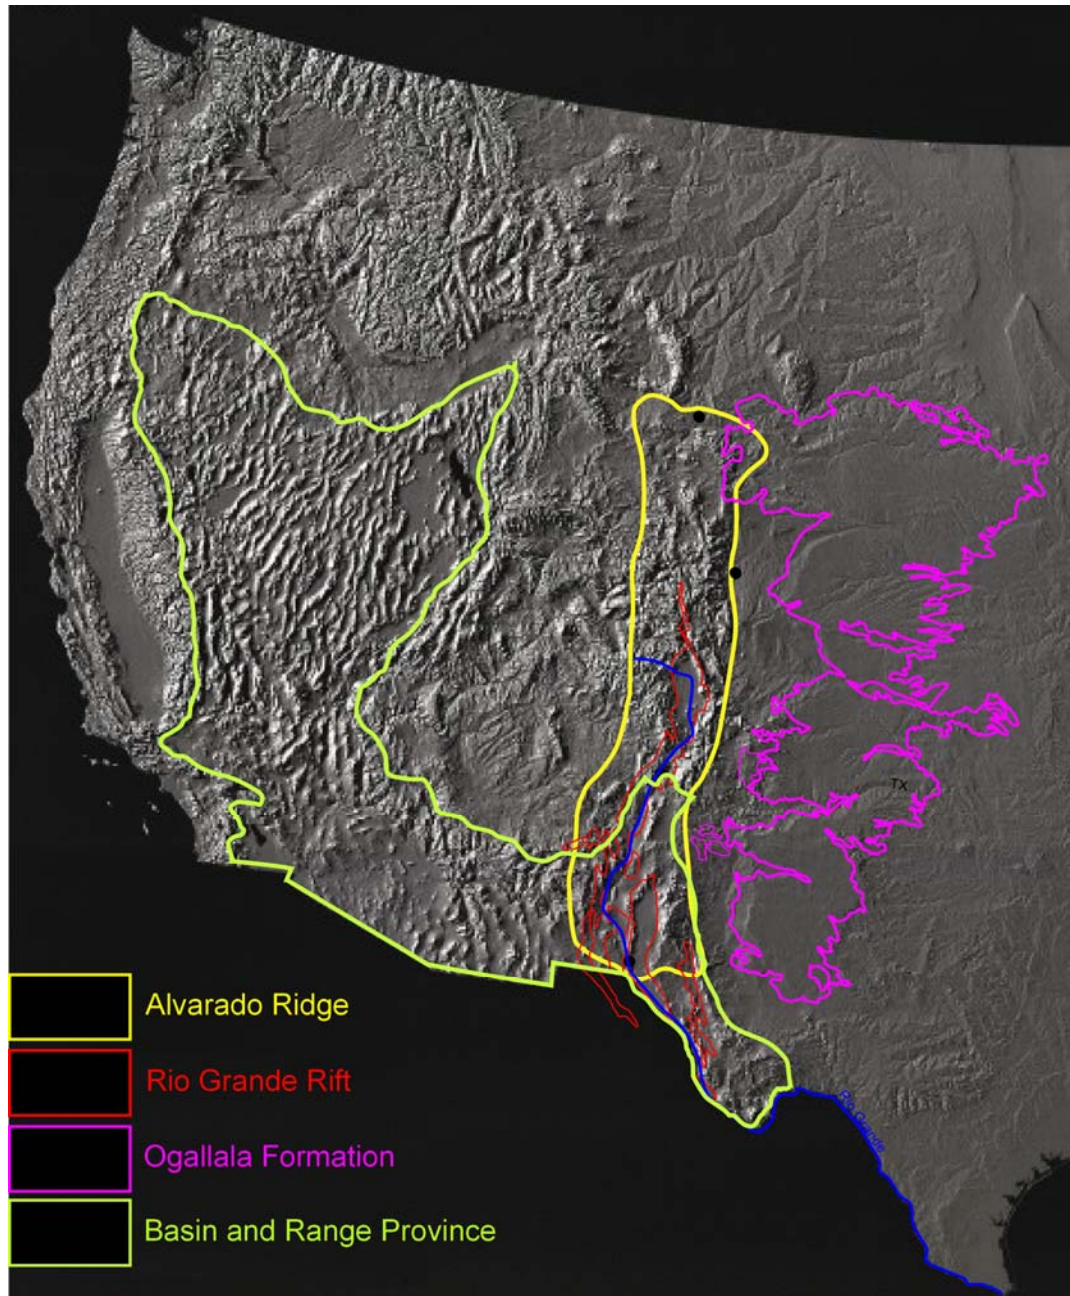 TX
Rio Grande
Alvarado Ridge
Rio Grande Rift
Ogallala Formation
Basin and Range Province